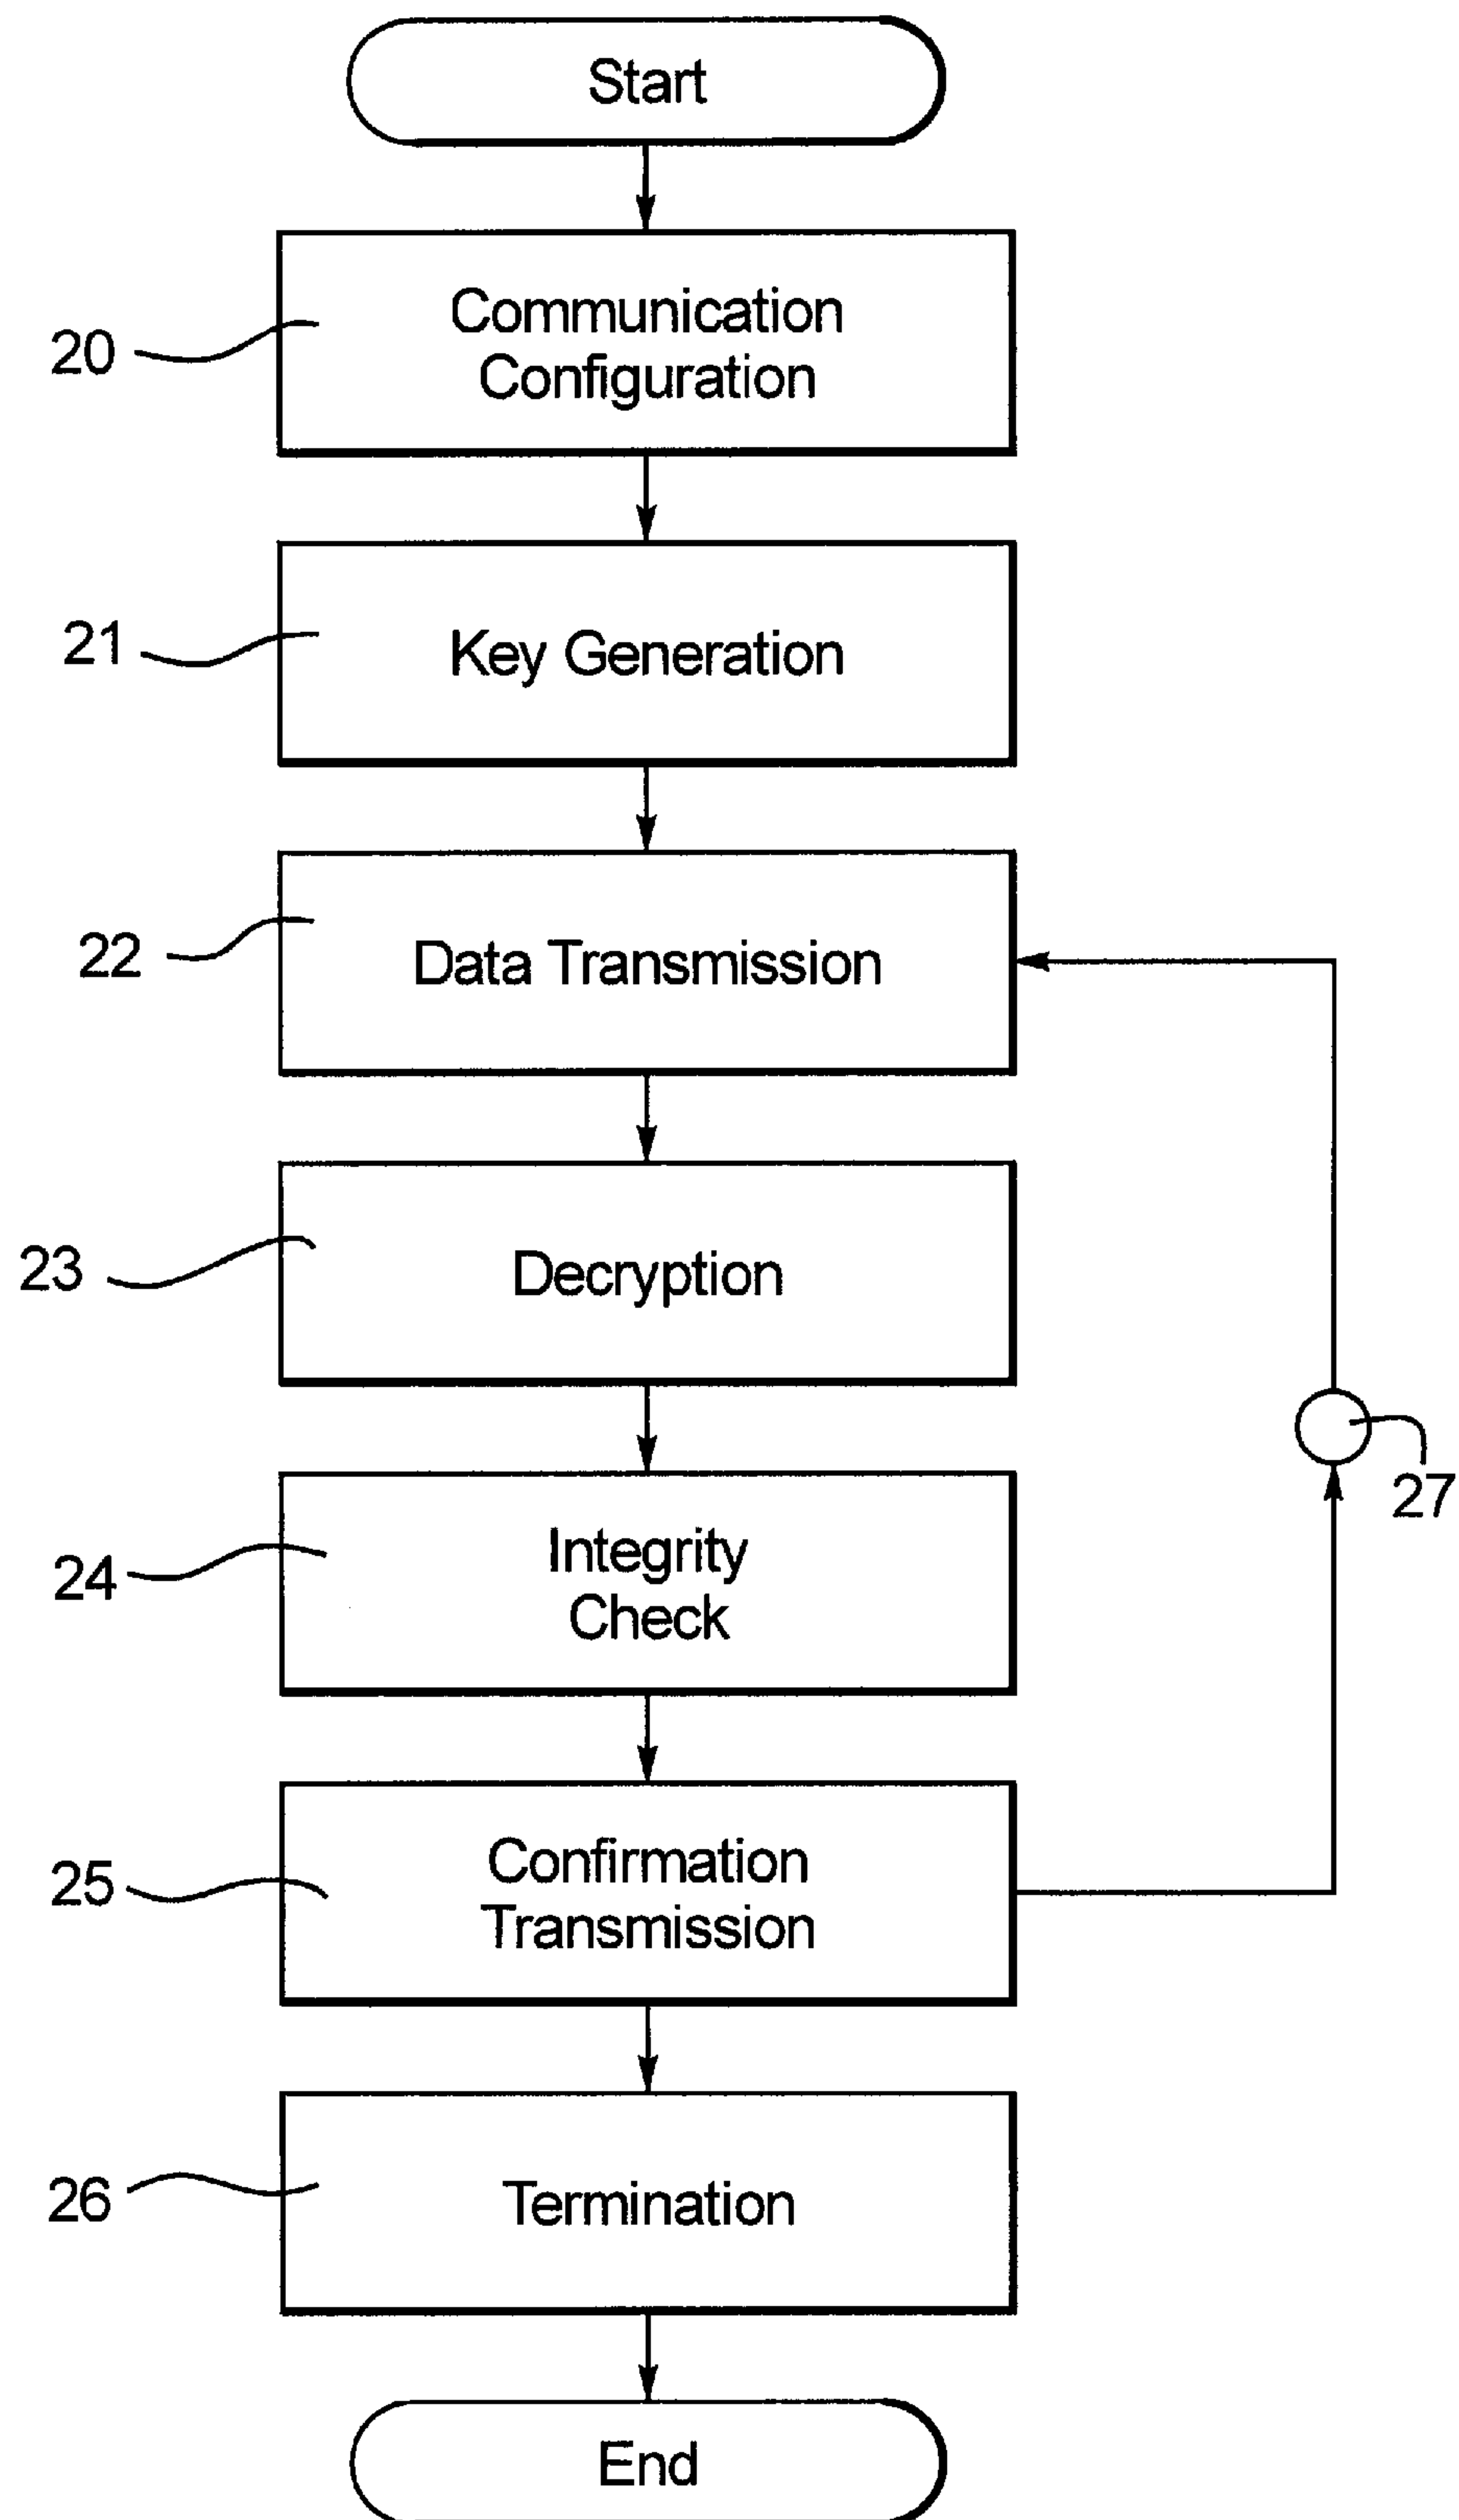 Start
20
Communication
Configuration
21
Key Generation
22
Data Transmission
23
Decryption
24
Integrity
Check
27
25
Confirmation
Transmission
26
Termination
End